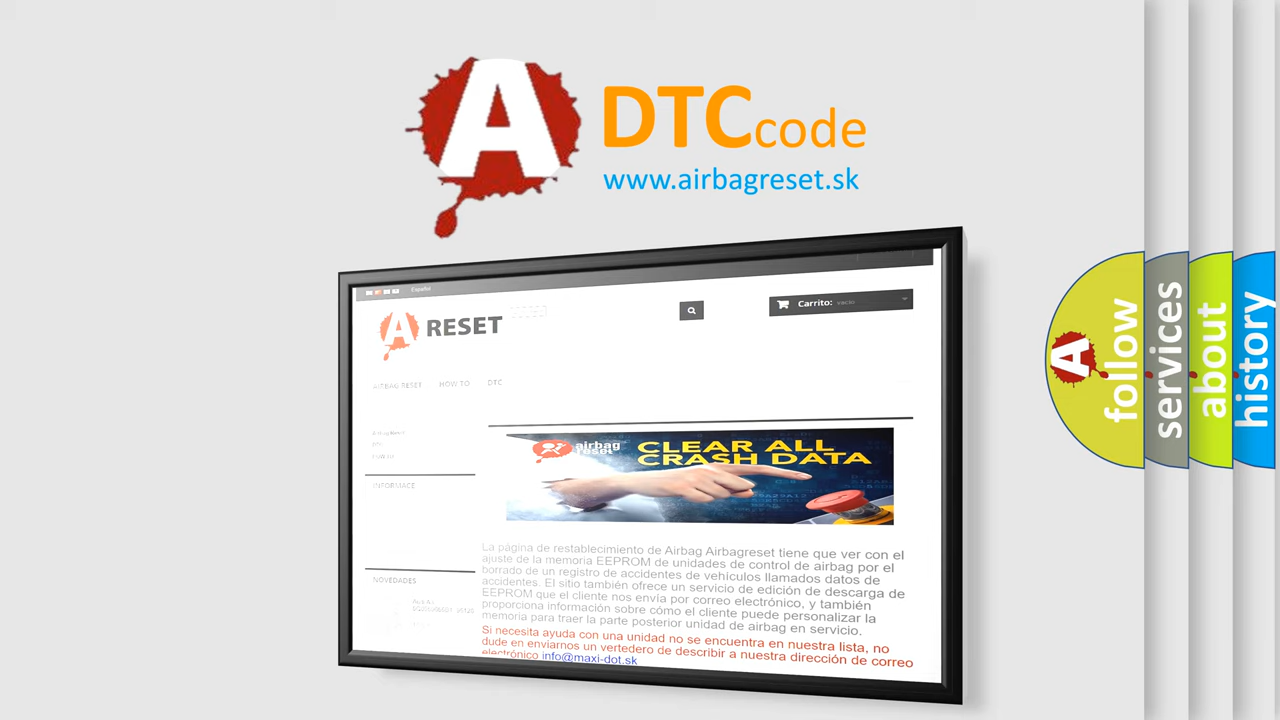 A
DTCcode
www.airbagreset.sk
Español
A RESET
Carrito: vacío
AIRBAG RESET HOW TO DTC
Airbag Reset
INFORMACE
NOVEDADES
airbag
reset
CLEAR ALL
CRASH DATA
La página de restablecimiento de Airbag Airbagreset tiene que ver con el
ajuste de la memoria EEPROM de unidades de control de airbag por el
borrado de un registro de accidentes de vehículos llamados datos de
accidentes. El sitio también ofrece un servicio de edición de descarga de
EEPROM que el cliente nos envía por correo electrónico, y también
proporciona información sobre cómo el cliente puede personalizar la
memoria para traer la parte posterior unidad de airbag en servicio.
Si necesita ayuda con una unidad no se encuentra en nuestra lista, no
dude en enviarnos un vertedero de describir a nuestra dirección de correo
electrónico info@maxi-dot.sk
A
follow
services
about
history